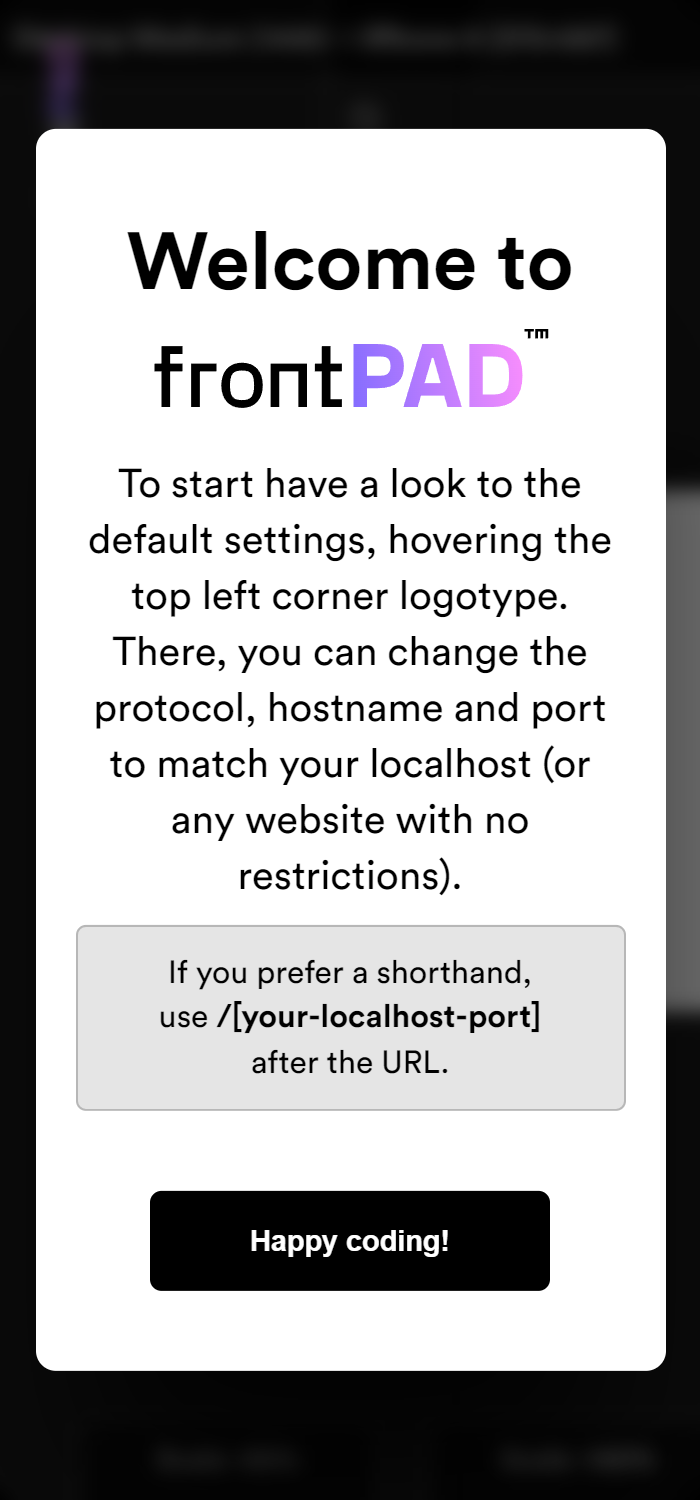 Welcome to
frontPAD™
To start have a look to the
default settings, hovering the
top left corner logotype.
There, you can change the
protocol, hostname and port
to match your localhost (or
any website with no
restrictions).
If you prefer a shorthand,
use /[your-localhost-port]
after the URL.
Happy coding!